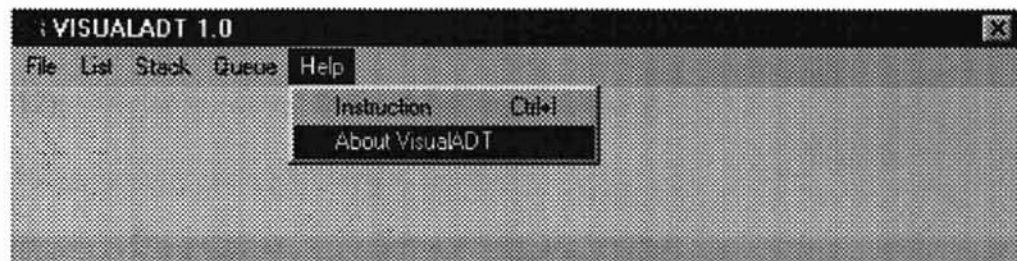 VISUALADT 1.0
File List Stack Queue Help
Instruction Ctrl+I
About VisualADT